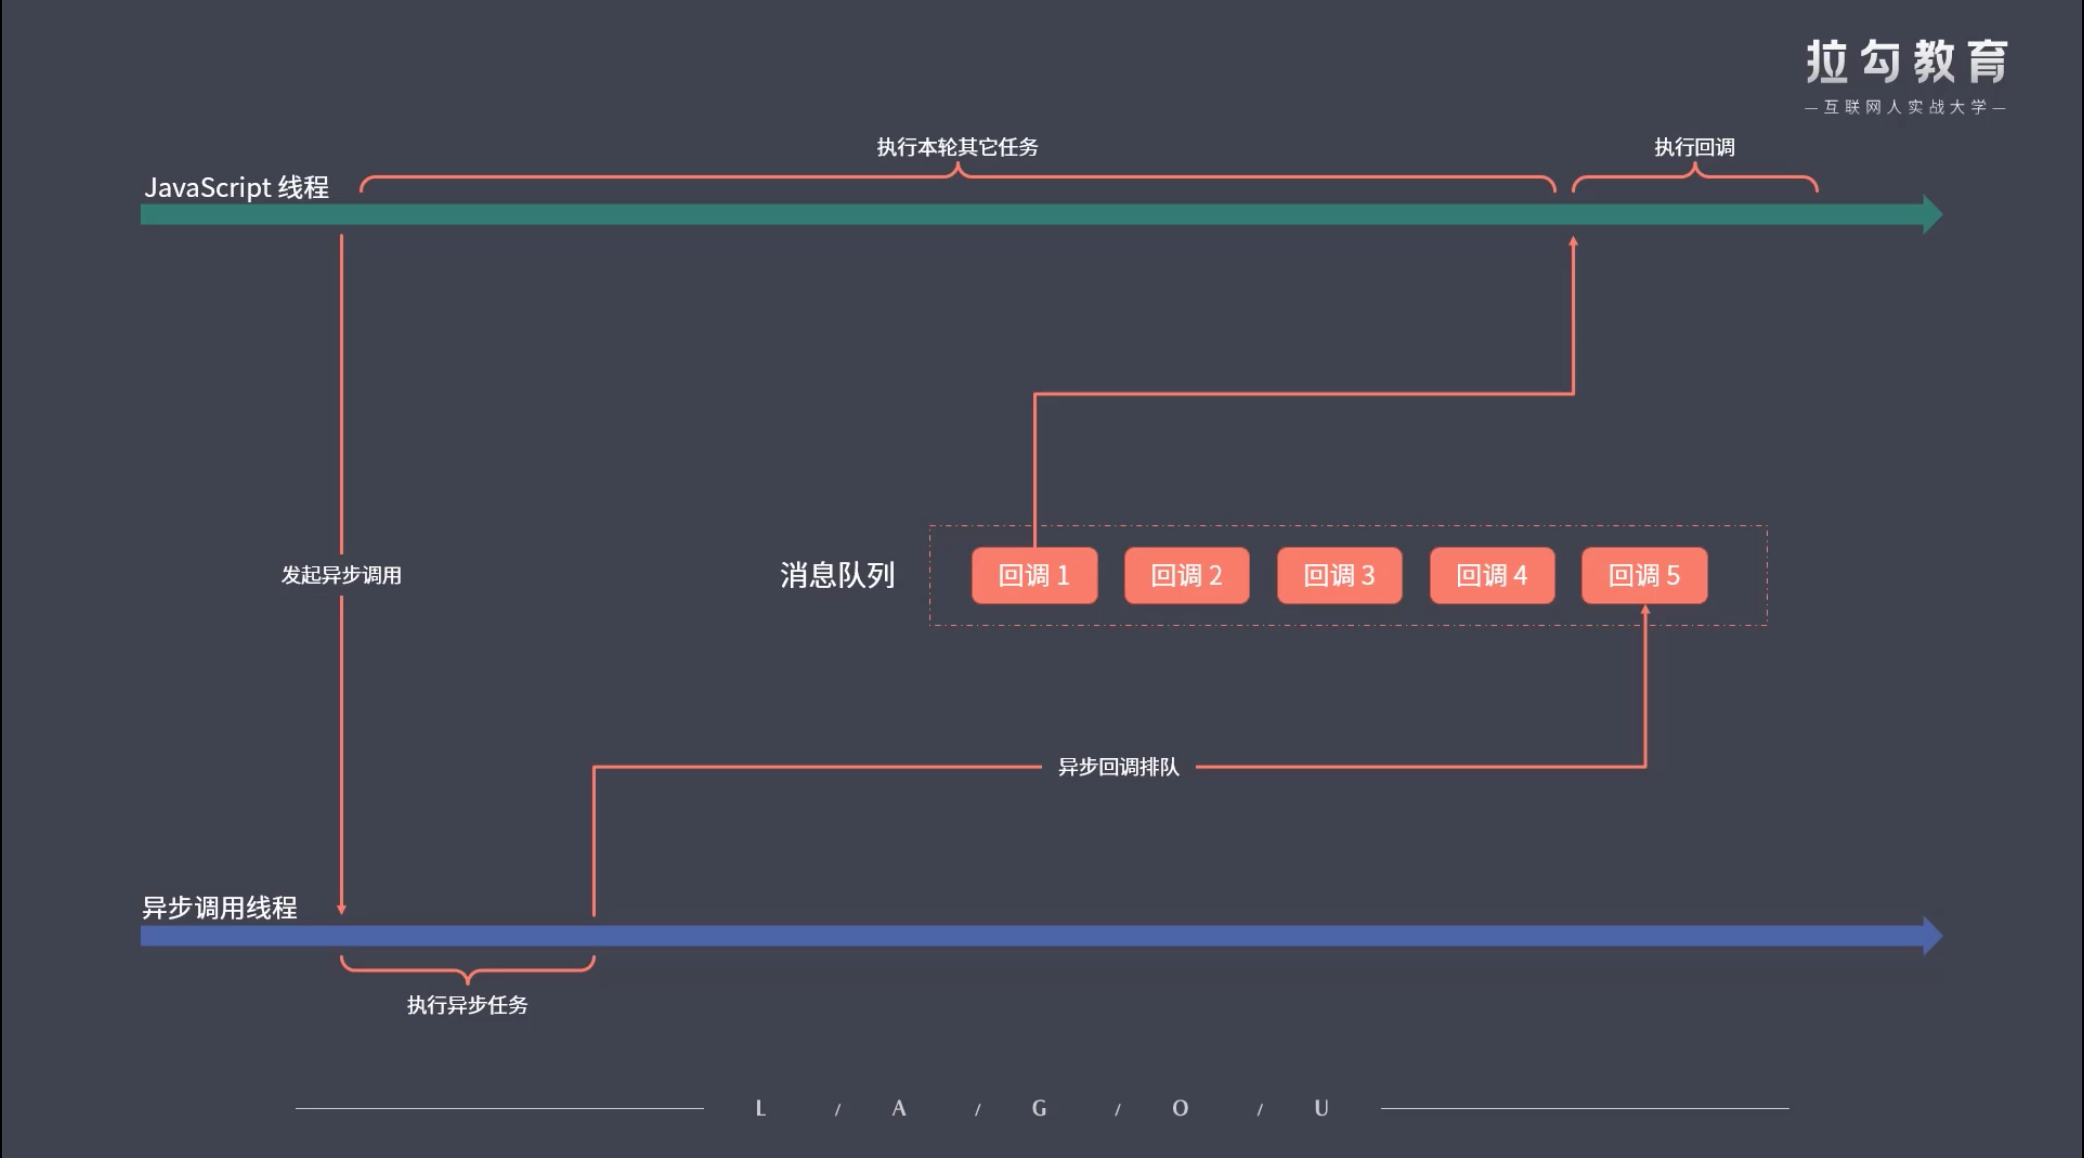 拉勾教育
—互联网人实战大学—
执行本轮其它任务
执行回调
JavaScript 线程
发起异步调用
消息队列
回调 1
回调 2
回调 3
回调 4
回调 5
异步回调排队
异步调用线程
执行异步任务
L / A / G / O / U